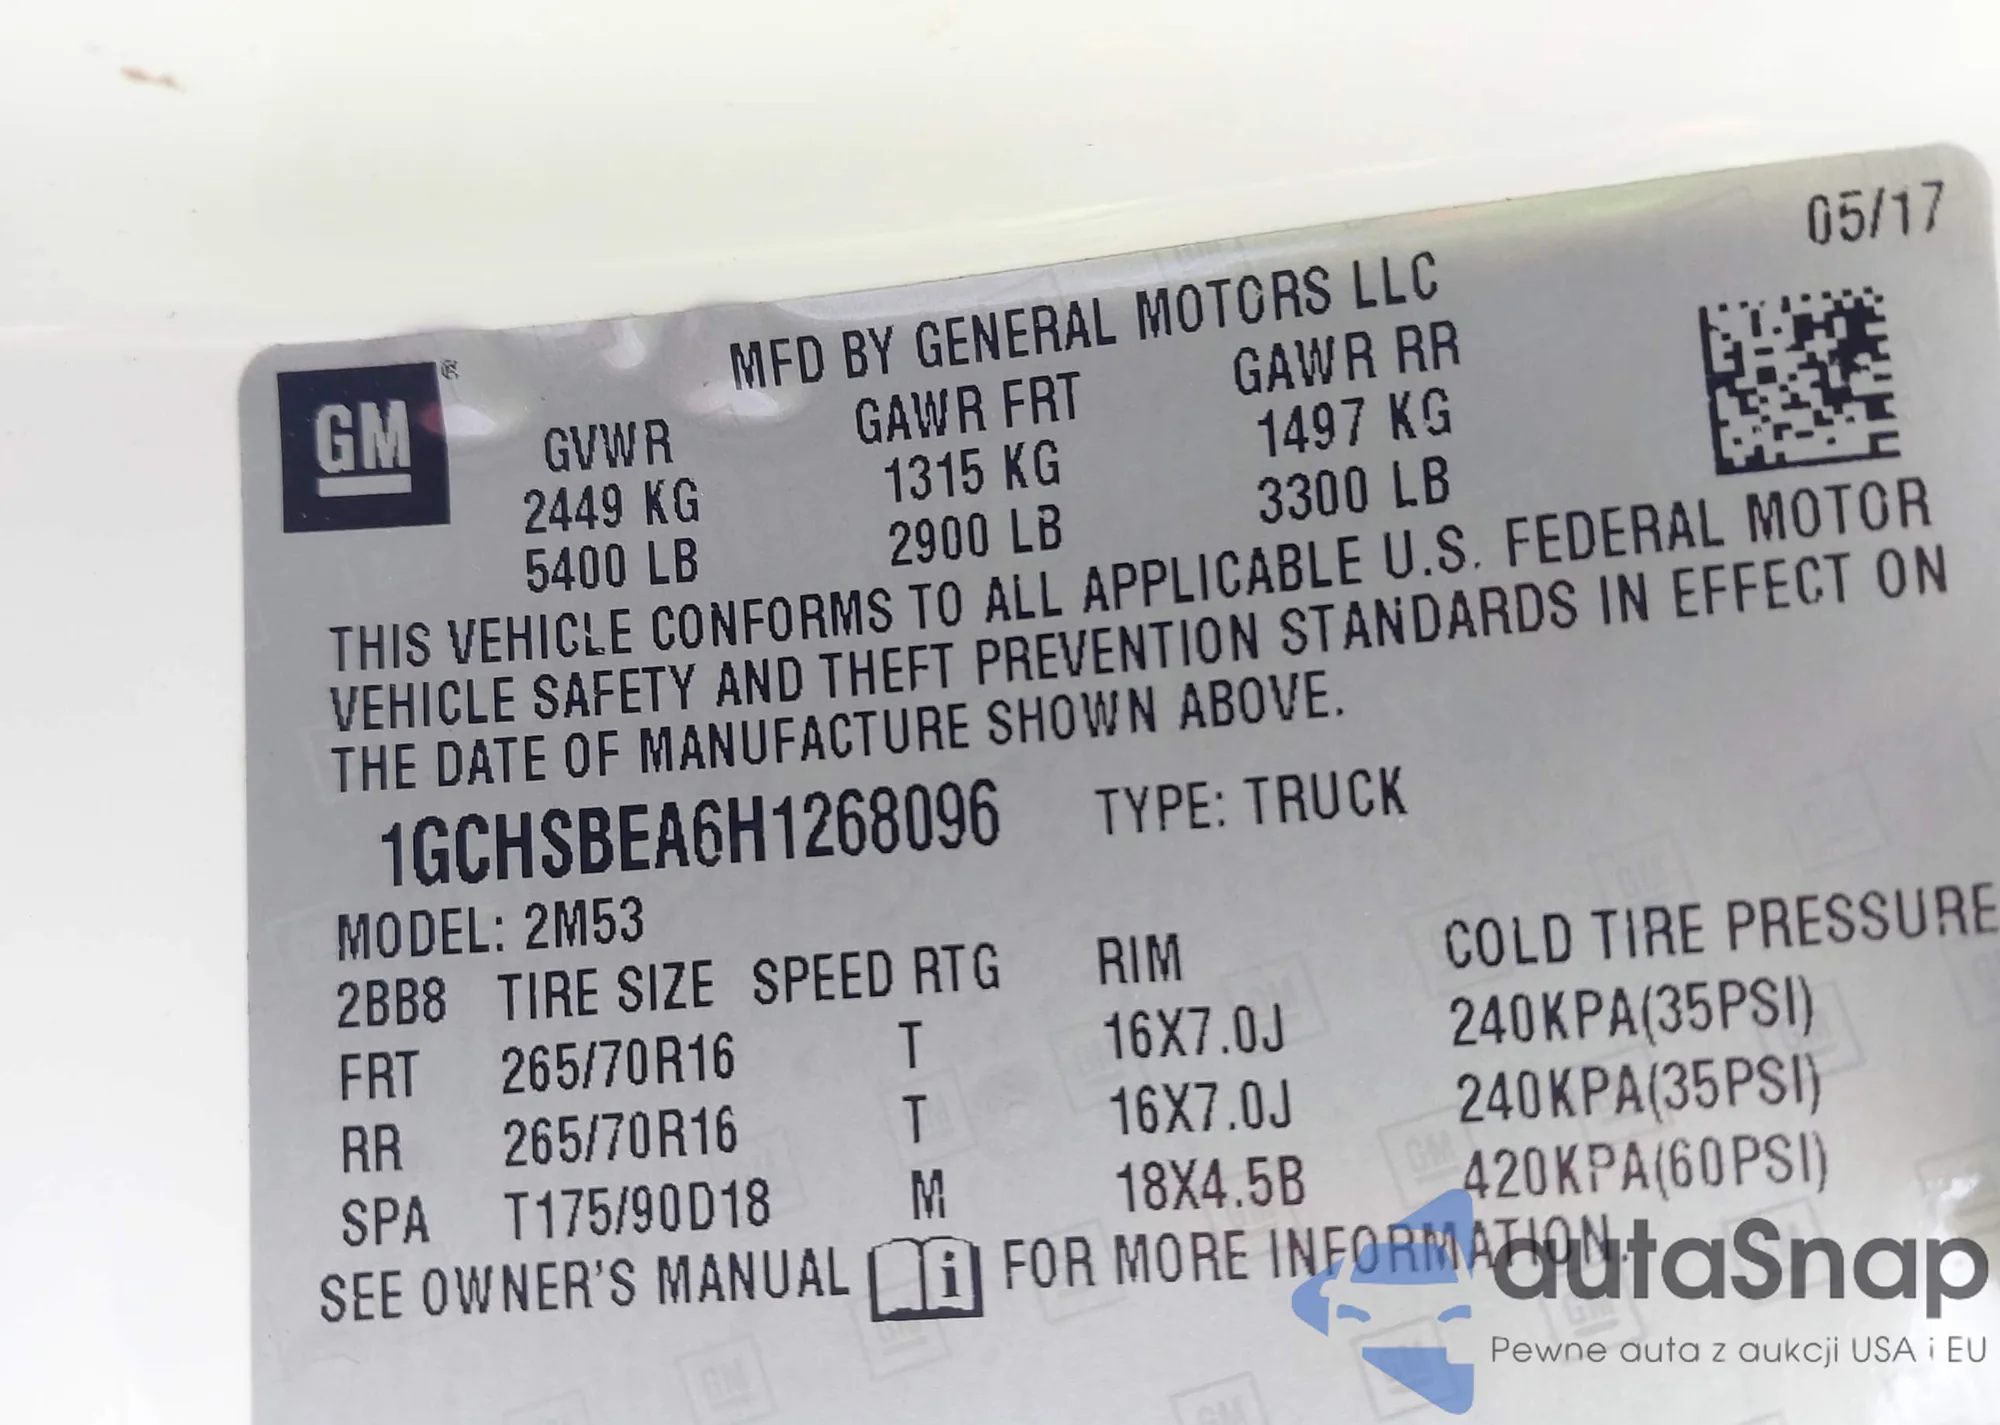 05/17
MFD BY GENERAL MOTORS LLC
GM
GVWR GAWR FRT GAWR RR
2449 KG 1315 KG 1497 KG
5400 LB 2900 LB 3300 LB
THIS VEHICLE CONFORMS TO ALL APPLICABLE U.S. FEDERAL MOTOR
VEHICLE SAFETY AND THEFT PREVENTION STANDARDS IN EFFECT ON
THE DATE OF MANUFACTURE SHOWN ABOVE.
1GCHSBEA6H1268096 TYPE: TRUCK
MODEL: 2M53
2BB8 TIRE SIZE SPEED RTG RIM COLD TIRE PRESSURE
FRT 265/70R16 T 16X7.0J 240KPA(35PSI)
RR 265/70R16 T 16X7.0J 240KPA(35PSI)
SPA T175/90D18 M 18X4.5B 420KPA(60PSI)
SEE OWNER'S MANUAL i FOR MORE INFORMATION.
autaSnap
Pewne auta z aukcji USA i EU